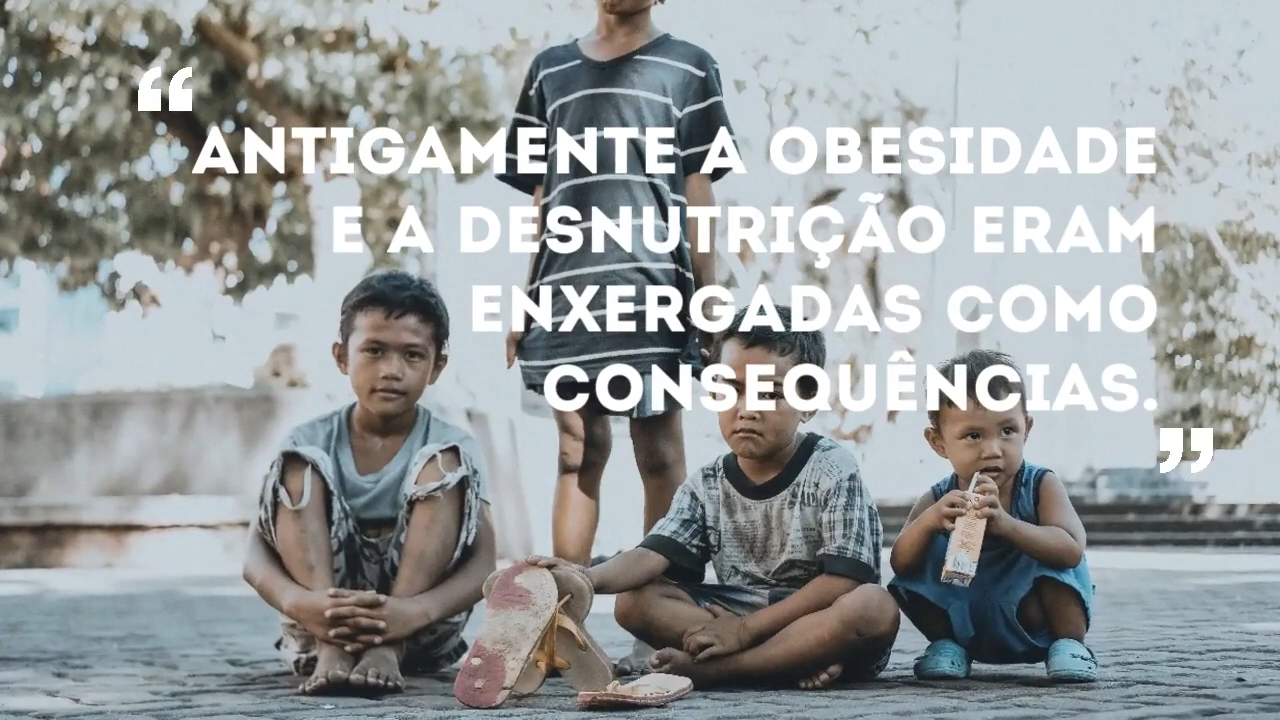 “
ANTIGAMENTE A OBESIDADE
E A DESNUTRIÇÃO ERAM
ENXERGADAS COMO
CONSEQUÊNCIAS.
”